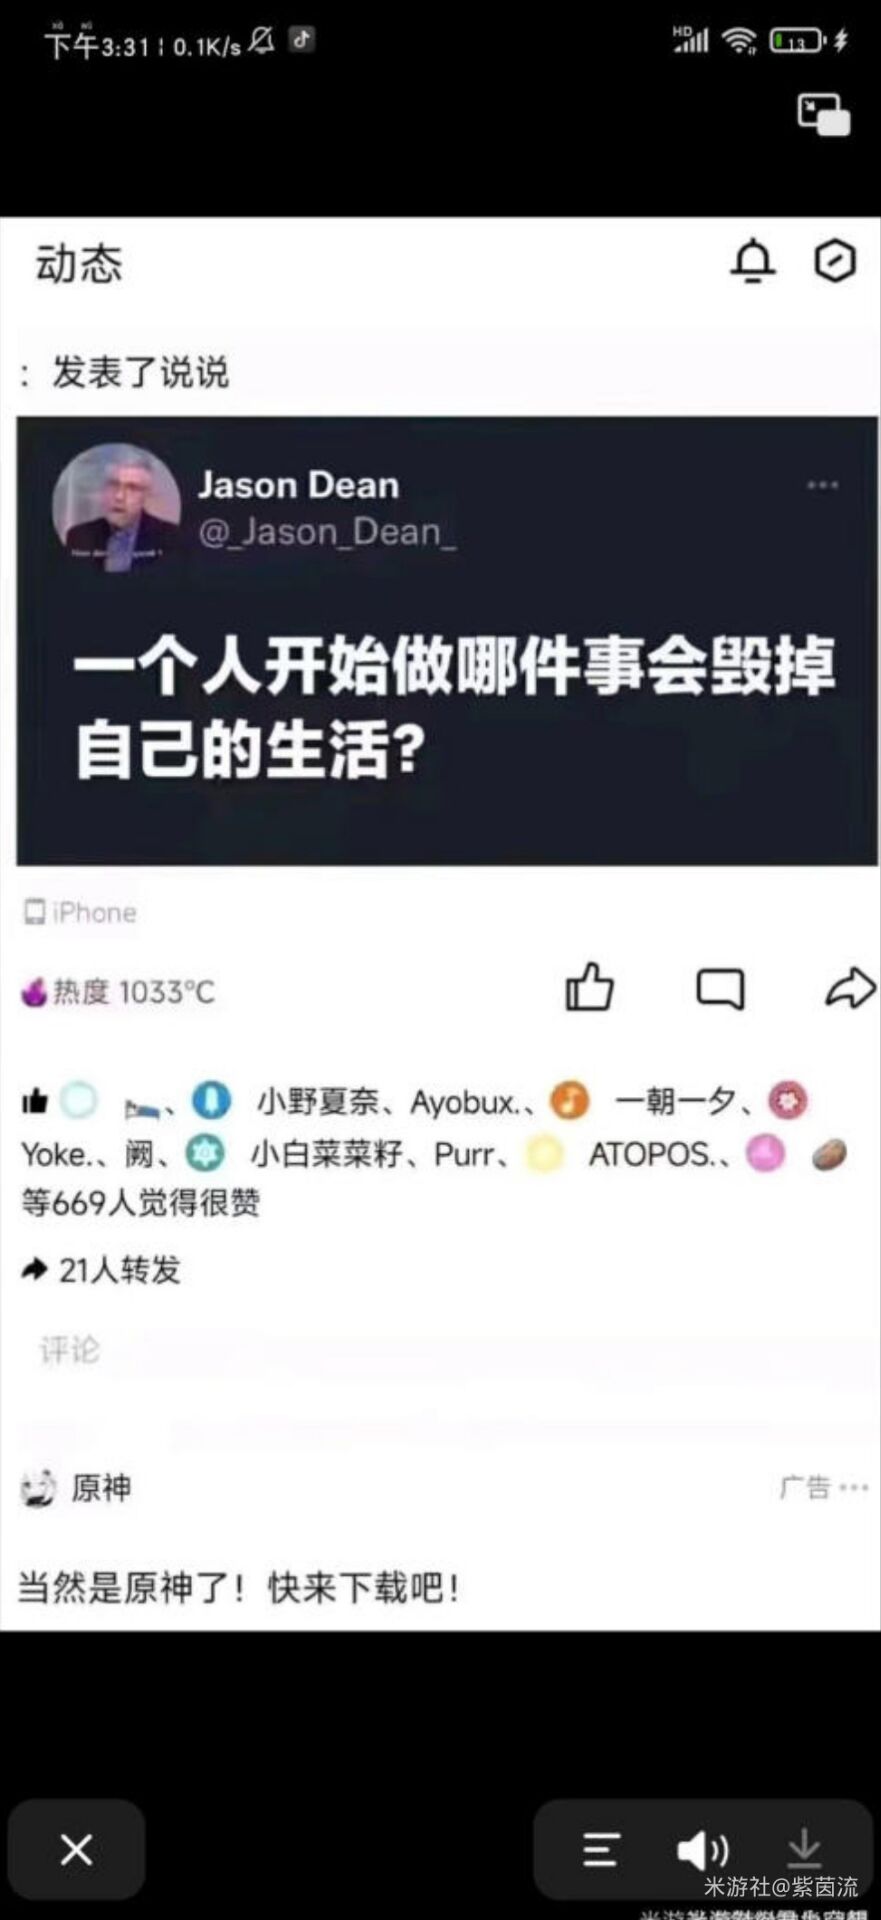 xià wǔ
下午3:31 | 0.1K/s
HD
13
动态
： 发表了说说
Jason Dean
@_Jason_Dean_
一个人开始做哪件事会毁掉
自己的生活?
iPhone
热度 1033°C
、 小野夏奈、Ayobux.、 一朝一夕、
Yoke.、阙、 小白菜菜籽、Purr、 ATOPOS.、
等669人觉得很赞
21人转发
评论
原神
广告
当然是原神了！快来下载吧！
米游社@紫茵流